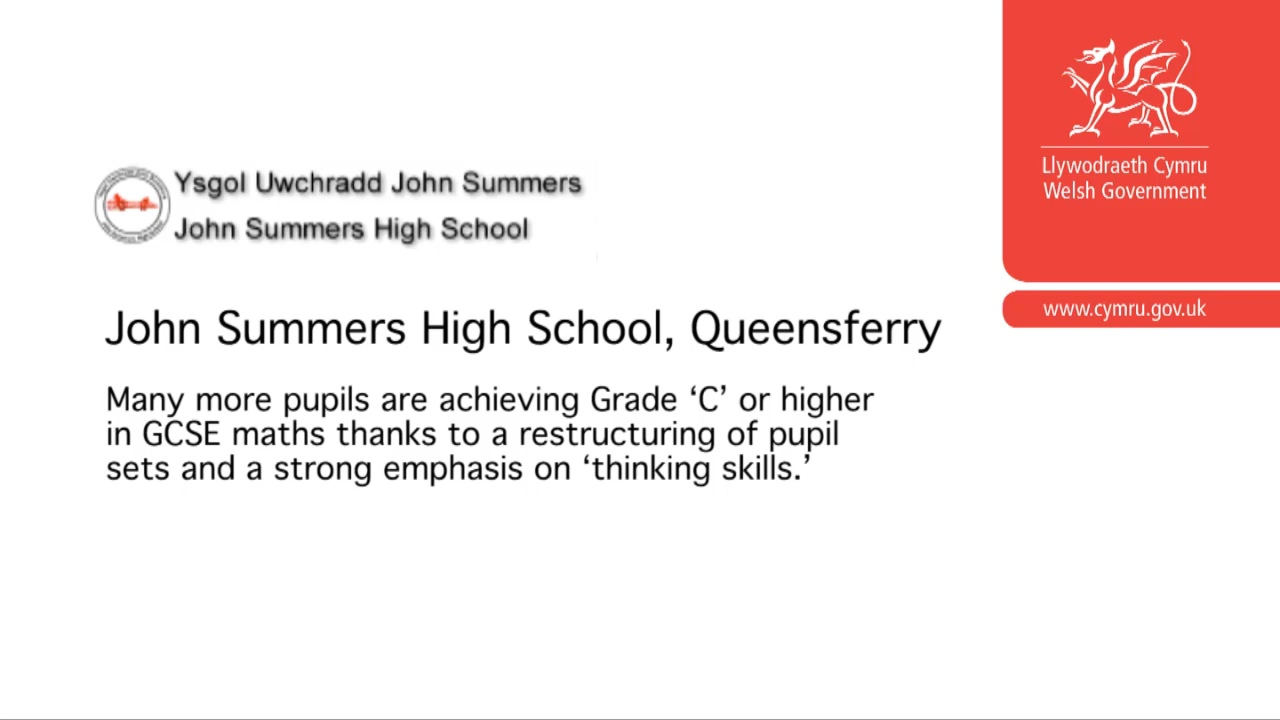 Ysgol Uwchradd John Summers
John Summers High School
Llywodraeth Cymru
Welsh Government
www.cymru.gov.uk
John Summers High School, Queensferry
Many more pupils are achieving Grade ‘C’ or higher
in GCSE maths thanks to a restructuring of pupil
sets and a strong emphasis on ‘thinking skills.’